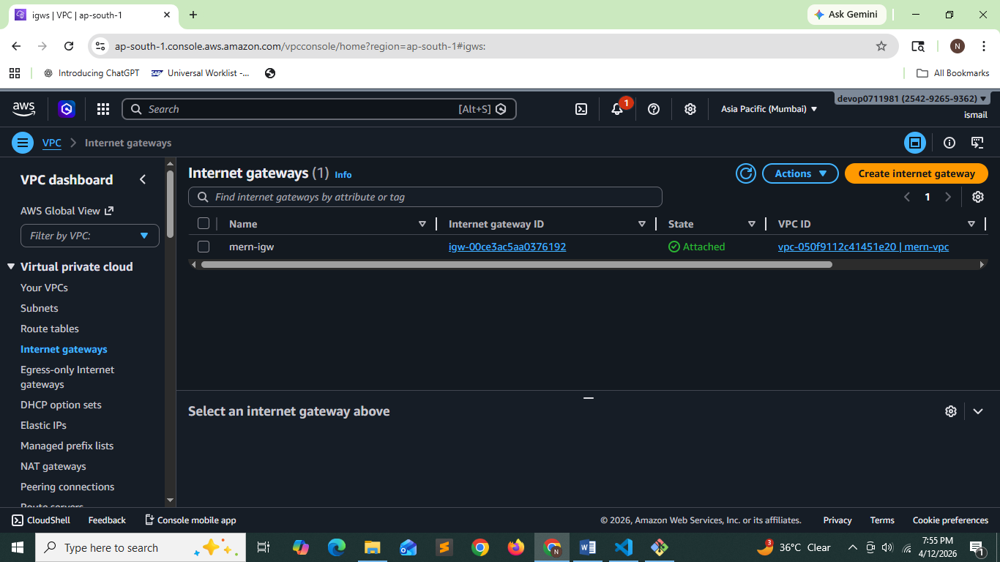 igws | VPC | ap-south-1
Ask Gemini
ap-south-1.console.aws.amazon.com/vpcconsole/home?region=ap-south-1#igws:
N
Introducing ChatGPT
SAP
Universal Worklist -...
All Bookmarks
aws
Search
[Alt+S]
1
Asia Pacific (Mumbai)
devop0711981 (2542-9265-9362)
ismail
VPC
Internet gateways
VPC dashboard
AWS Global View
Filter by VPC:
Virtual private cloud
Your VPCs
Subnets
Route tables
Internet gateways
Egress-only Internet
gateways
DHCP option sets
Elastic IPs
Managed prefix lists
NAT gateways
Peering connections
Route servers
Internet gateways (1) Info
Actions
Create internet gateway
Find internet gateways by attribute or tag
1
Name
Internet gateway ID
State
VPC ID
mern-igw
igw-00ce3ac5aa0376192
Attached
vpc-050f9112c41451e20 | mern-vpc
Select an internet gateway above
CloudShell
Feedback
Console mobile app
© 2026, Amazon Web Services, Inc. or its affiliates.
Privacy
Terms
Cookie preferences
Type here to search
N
3
36°C Clear
7:55 PM
4/12/2026
1